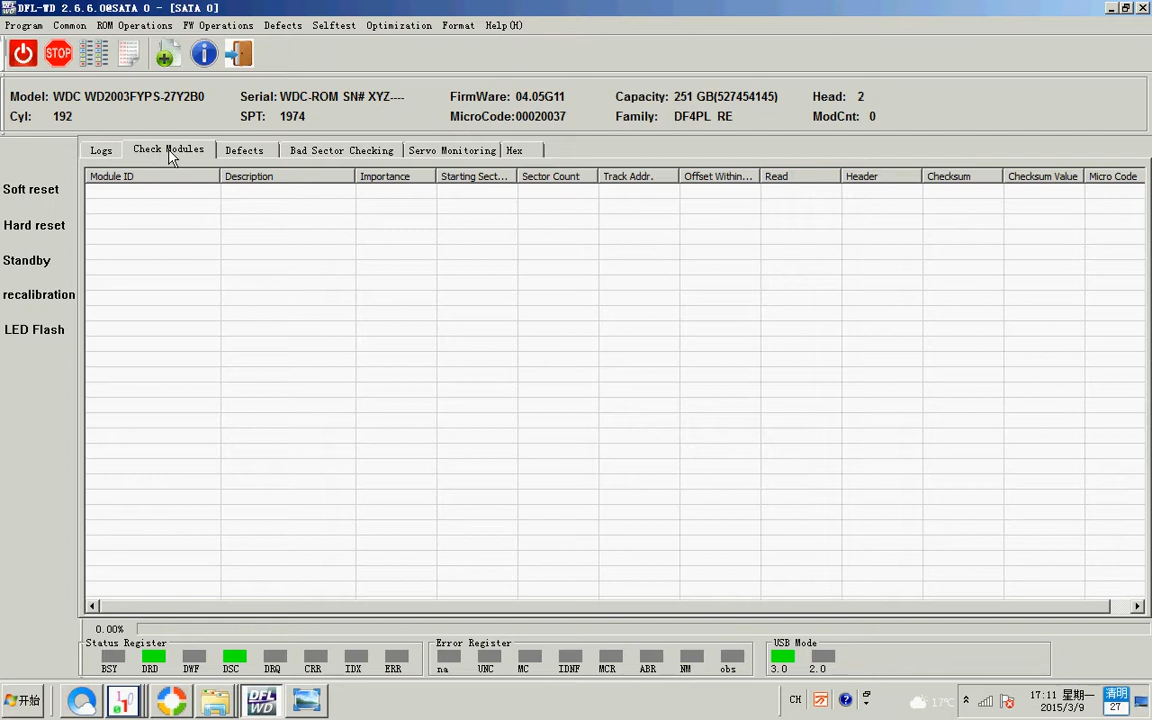 DFL-WD 2.6.6.0@SATA 0 - [SATA 0]
Program Common ROM Operations FW Operations Defects Selftest Optimization Format Help(H)
STOP
Model: WDC WD2003FYPS-27Y2B0 Serial: WDC-ROM SN# XYZ---- FirmWare: 04.05G11 Capacity: 251 GB(527454145) Head: 2
Cyl: 192 SPT: 1974 MicroCode:00020037 Family: DF4PL RE ModCnt: 0
Logs Check Modules Defects Bad Sector Checking Servo Monitoring Hex
Module ID Description Importance Starting Sect... Sector Count Track Addr. Offset Within... Read Header Checksum Checksum Value Micro Code
Soft reset
Hard reset
Standby
recalibration
LED Flash
0.00%
Status Register Error Register USB Mode
BSY DRD DWF DSC DRQ CRR IDX ERR na UNC MC IDNF MCR ABR NM obs 3.0 2.0
开始 DFL WD CH 17°C 17:11 星期一 清明
2015/3/9 27